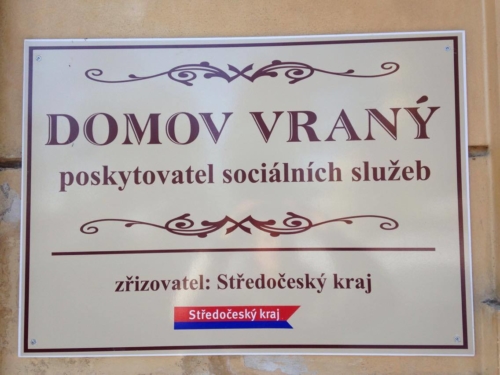 DOMOV VRANÝ
poskytovatel sociálních služeb
zřizovatel: Středočeský kraj
Středočeský kraj